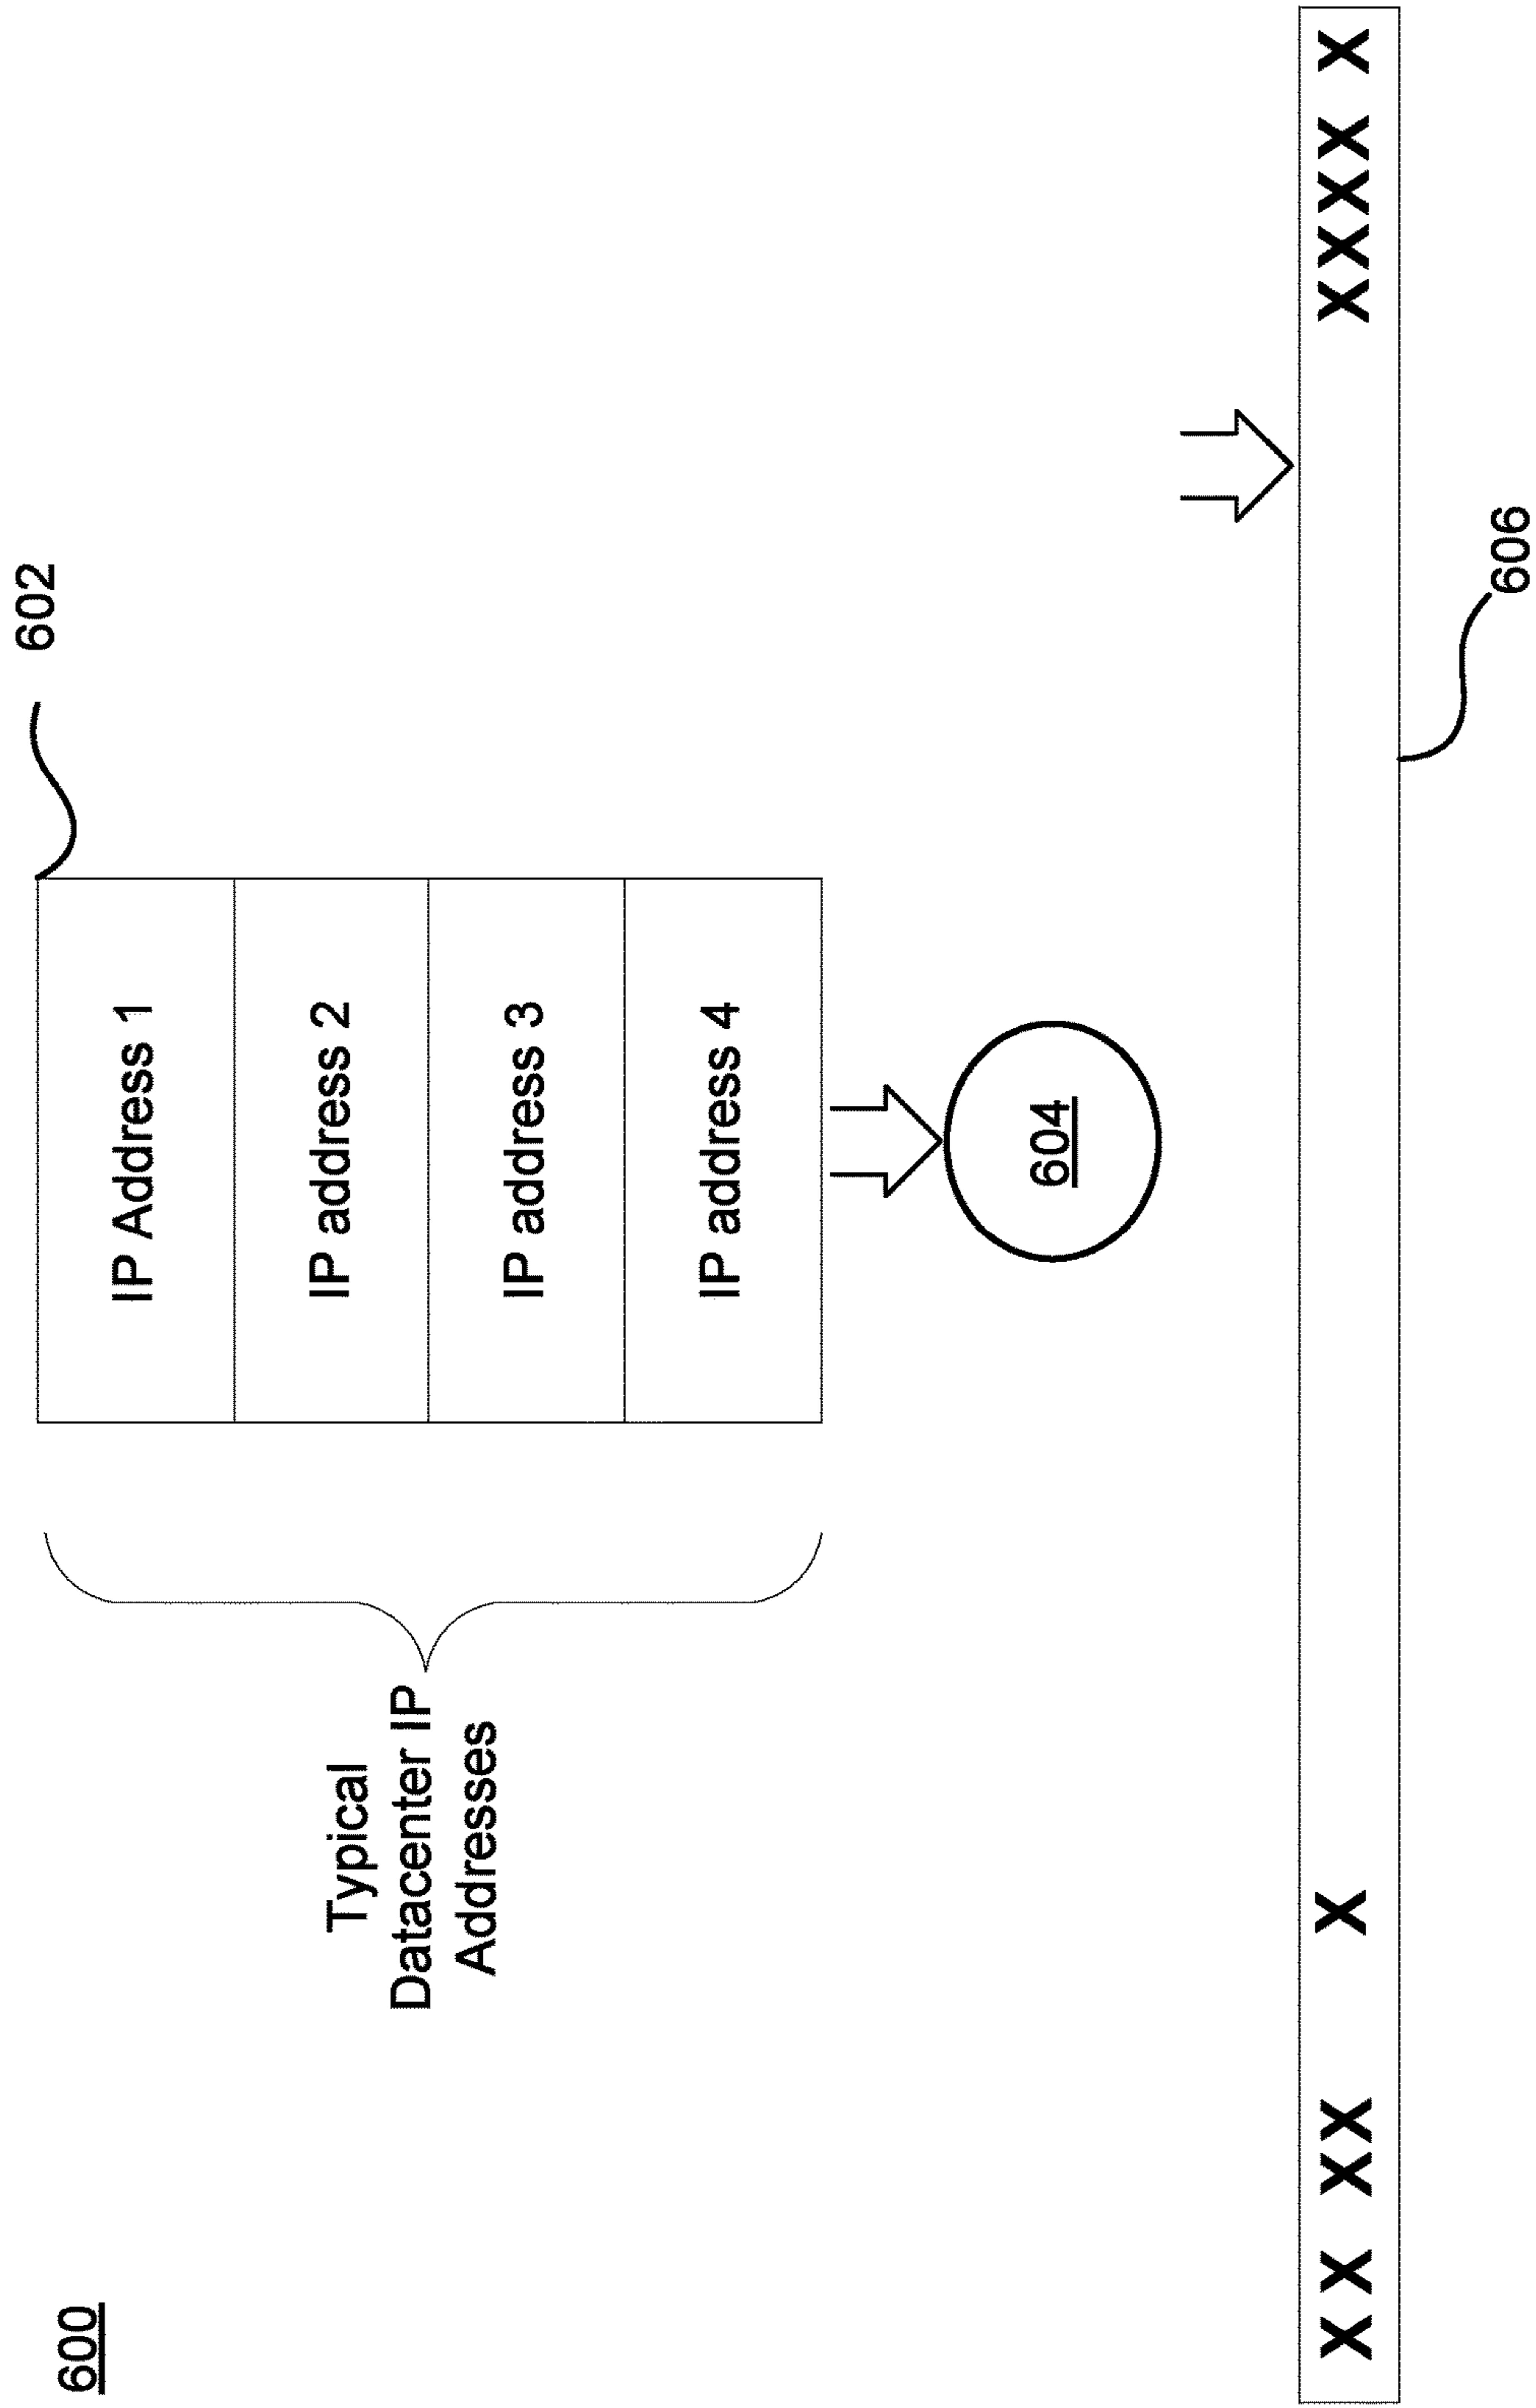 600
602
IP Address 1
IP address 2
IP address 3
IP address 4
Typical
Datacenter IP
Addresses
604
X X XX X XXXX X
606